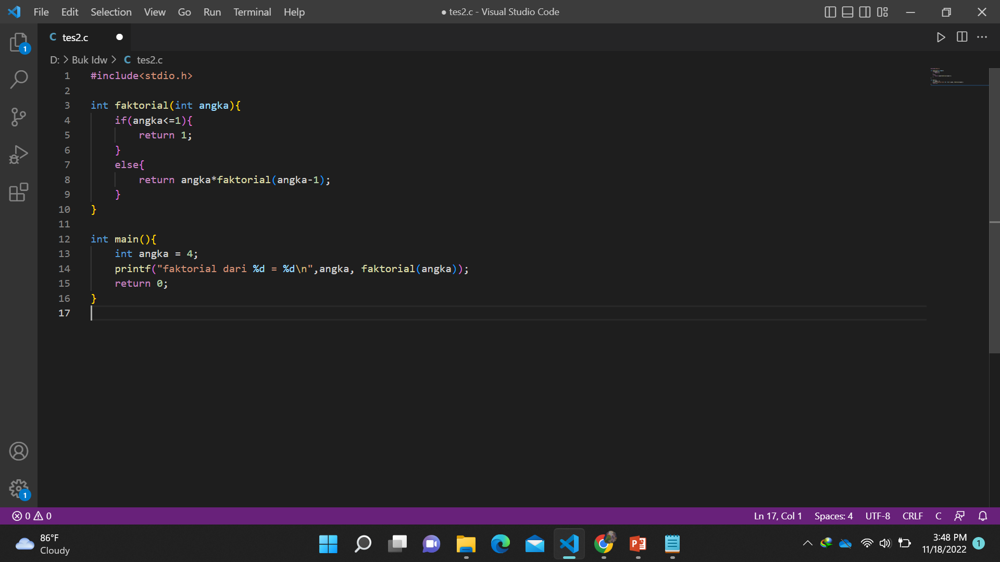 File Edit Selection View Go Run Terminal Help
● tes2.c - Visual Studio Code
C tes2.c
1
D: > Buk Idw > C tes2.c
1 #include<stdio.h>
2
3 int faktorial(int angka){
4     if(angka<=1){
5         return 1;
6     }
7     else{
8         return angka*faktorial(angka-1);
9     }
10 }
11
12 int main(){
13     int angka = 4;
14     printf("faktorial dari %d = %d\n",angka, faktorial(angka));
15     return 0;
16 }
17
1
0 0
Ln 17, Col 1 Spaces: 4 UTF-8 CRLF C
86°F
Cloudy
3:48 PM
11/18/2022
1